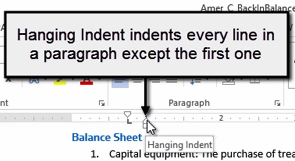 Amer_C_BackInBalance
Hanging Indent indents every line in
a paragraph except the first one
Paragraph
2
Balance Sheet
Hanging Indent
1. Capital equipment: The purchase of trea